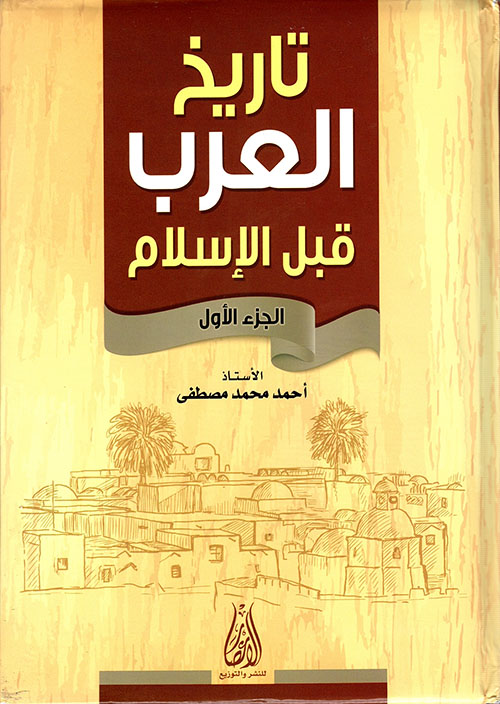 تاريخ
العرب
قبل الإسلام
الجزء الأول
الأستاذ
أحمد محمد مصطفى
للنشر والتوزيع